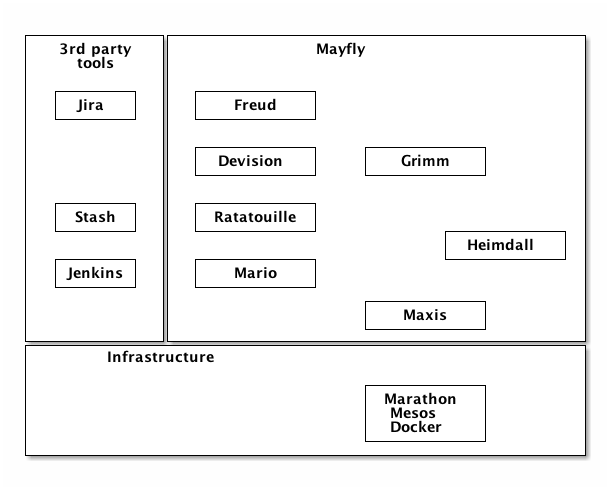 3rd party
tools
Mayfly
Jira
Freud
Devision
Grimm
Stash
Ratatouille
Heimdall
Jenkins
Mario
Maxis
Infrastructure
Marathon
Mesos
Docker